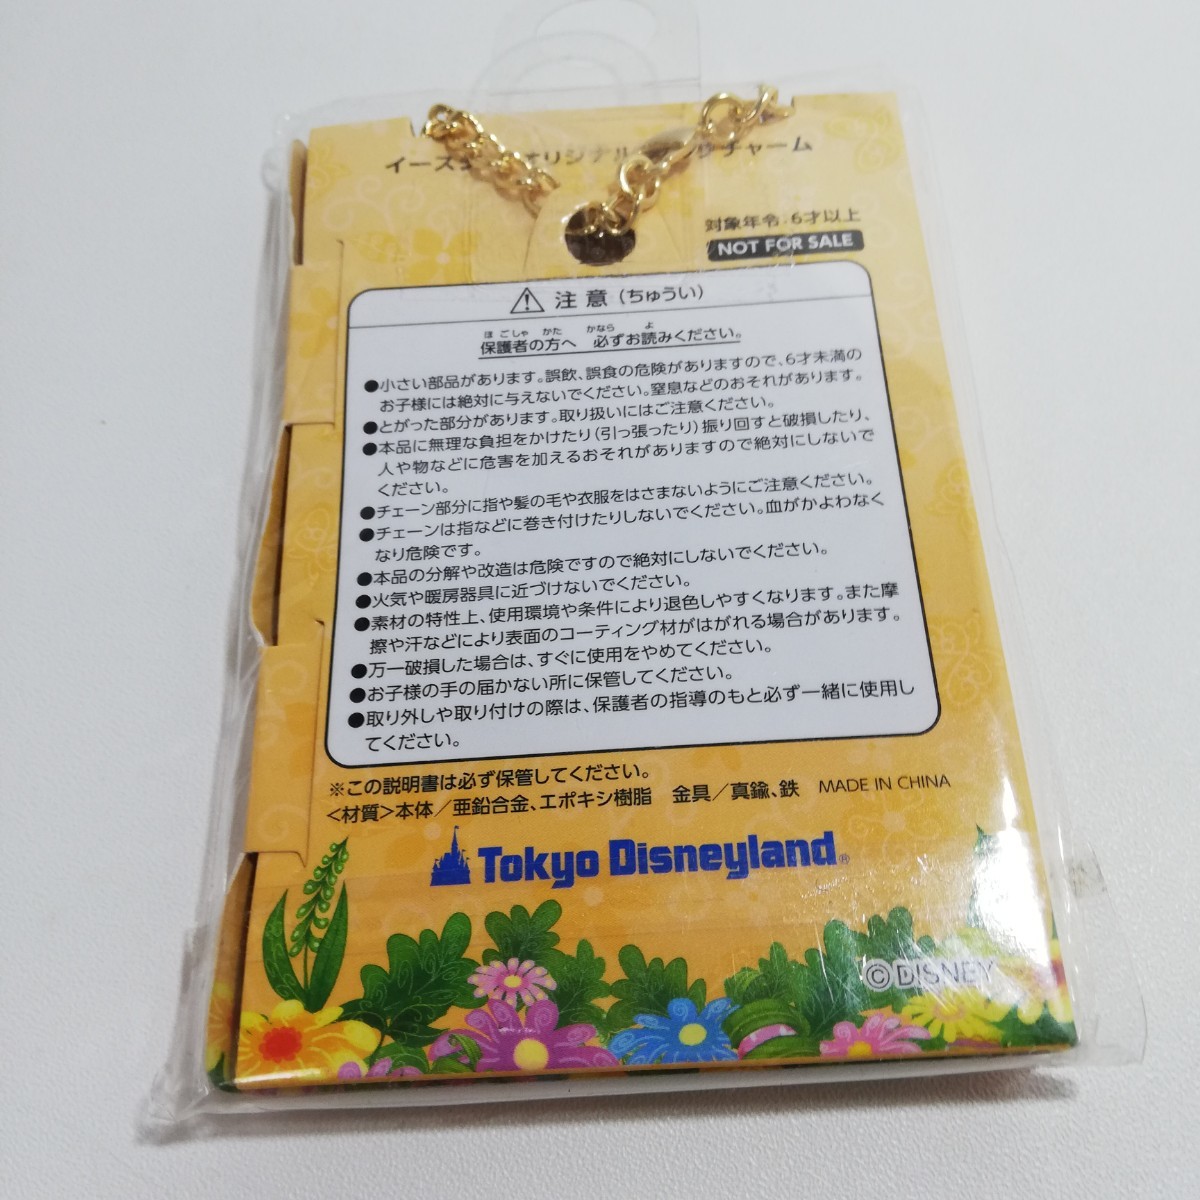 イースターオリジナル チャーム
対象年令:6才以上
NOT FOR SALE
注意(ちゅうい)
ほごしゃ かた かなら よ
保護者の方へ 必ずお読みください。
●小さい部品があります。誤飲、誤食の危険がありますので、6才未満の
お子様には絶対に与えないでください。窒息などのおそれがあります。
●とがった部分があります。取り扱いにはご注意ください。
●本品に無理な負担をかけたり(引っ張ったり)振り回すと破損したり、
人や物などに危害を加えるおそれがありますので絶対にしないで
ください。
●チェーン部分に指や髪の毛や衣服をはさまないようにご注意ください。
●チェーンは指などに巻き付けたりしないでください。血がかよわなく
なり危険です。
●本品の分解や改造は危険ですので絶対にしないでください。
●火気や暖房器具に近づけないでください。
●素材の特性上、使用環境や条件により退色しやすくなります。また摩
擦や汗などにより表面のコーティング材がはがれる場合があります。
●万一破損した場合は、すぐに使用をやめてください。
●お子様の手の届かない所に保管してください。
●取り外しや取り付けの際は、保護者の指導のもと必ず一緒に使用し
てください。
※この説明書は必ず保管してください。
<材質>本体/亜鉛合金、エポキシ樹脂 金具/真鍮、鉄 MADE IN CHINA
Tokyo Disneyland®
©DISNEY